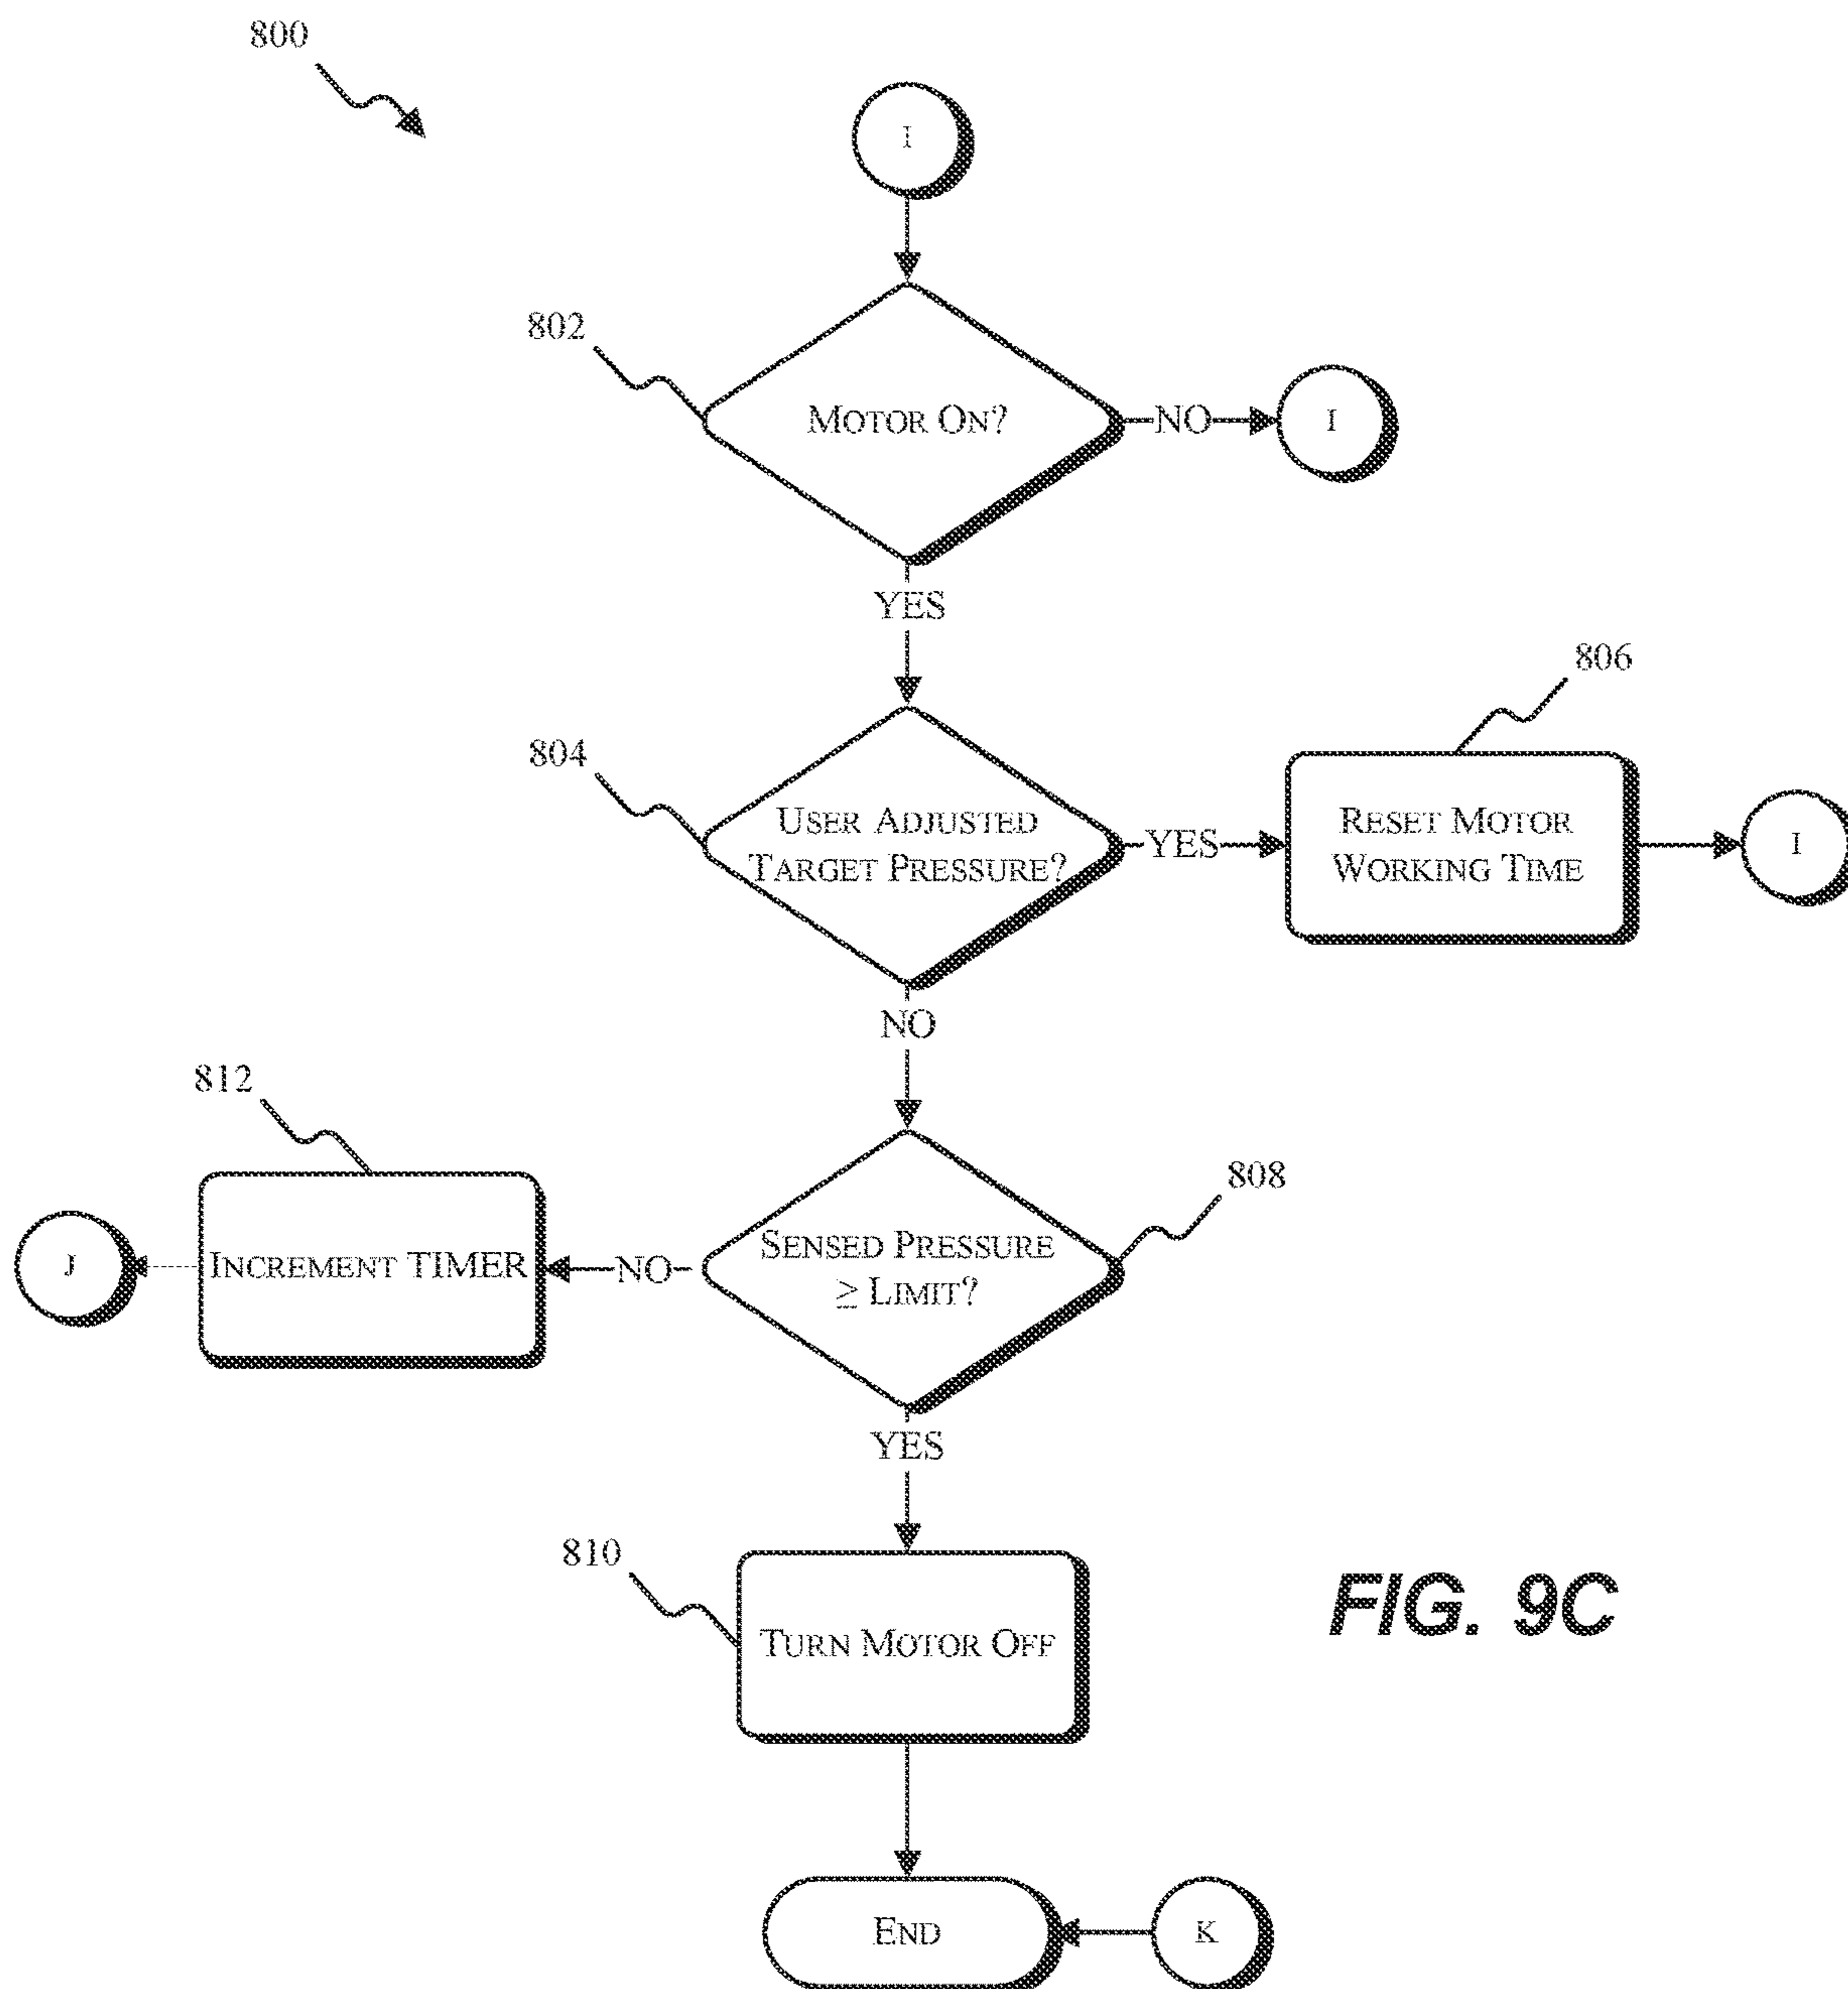 800
I
802
MOTOR ON?
NO
I
YES
806
804
USER ADJUSTED
TARGET PRESSURE?
YES
RESET MOTOR
WORKING TIME
I
NO
812
808
J
INCREMENT TIMER
NO
SENSED PRESSURE
≥ LIMIT?
YES
810
TURN MOTOR OFF
FIG. 9C
END
K